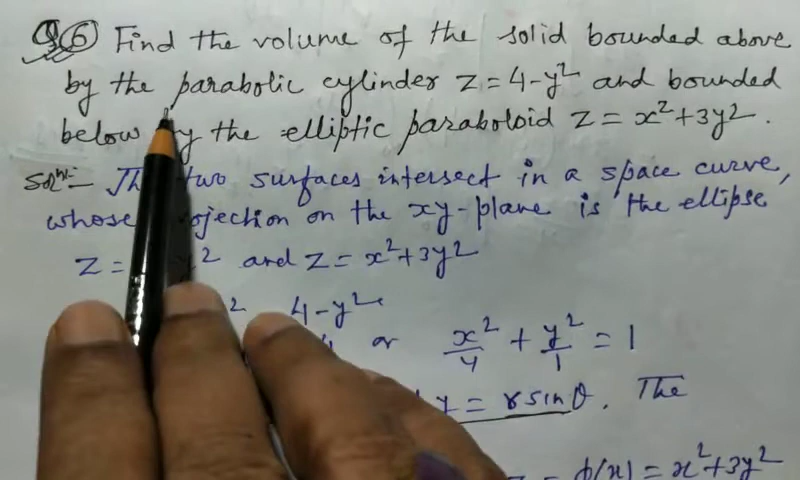 Q6 Find the volume of the solid bounded above
by the parabolic cylinder z = 4-y² and bounded
below by the elliptic paraboloid z = x²+3y².
Soln:- The two surfaces intersect in a space curve,
whose projection on the xy-plane is the ellipse
z = y² and z = x²+3y²
² 4-y²
or x²/4 + y²/1 = 1
y = r sinθ. The
= φ(x) = x²+3y²